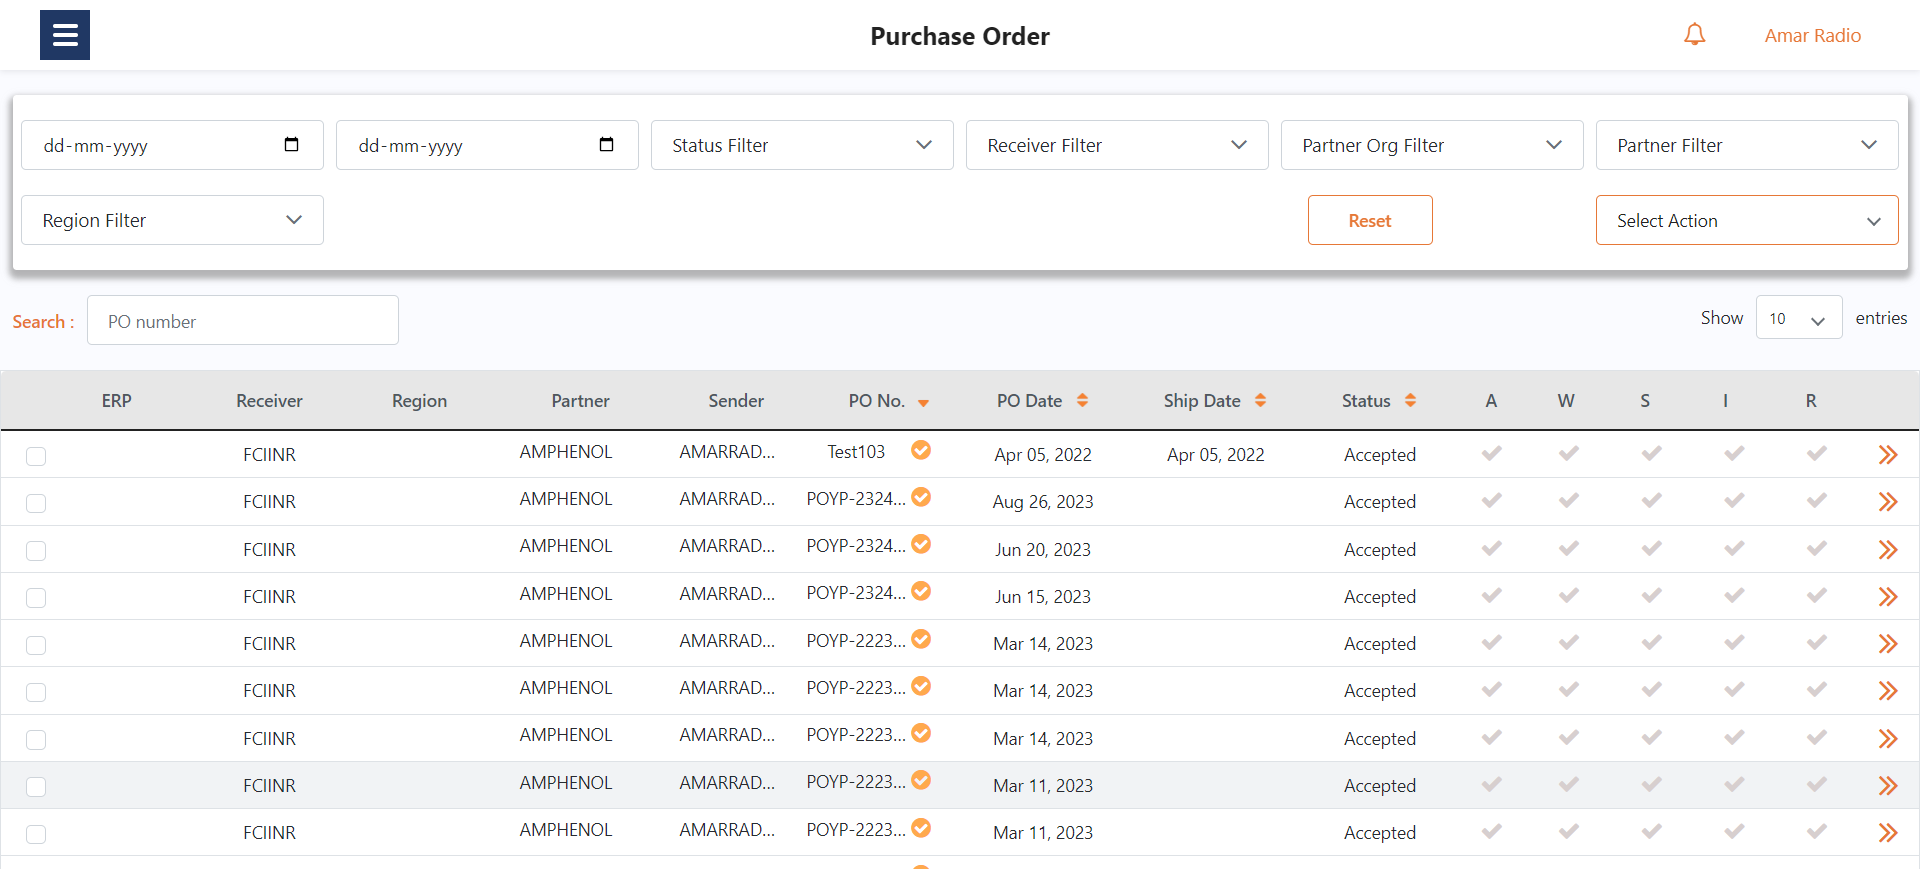 Purchase Order
Amar Radio
dd-mm-yyyy dd-mm-yyyy Status Filter Receiver Filter Partner Org Filter Partner Filter
Region Filter Reset Select Action
Search : PO number Show 10 entries
ERP Receiver Region Partner Sender PO No. PO Date Ship Date Status A W S I R
FCIINR AMPHENOL AMARRAD... Test103 Apr 05, 2022 Apr 05, 2022 Accepted
FCIINR AMPHENOL AMARRAD... POYP-2324... Aug 26, 2023 Accepted
FCIINR AMPHENOL AMARRAD... POYP-2324... Jun 20, 2023 Accepted
FCIINR AMPHENOL AMARRAD... POYP-2324... Jun 15, 2023 Accepted
FCIINR AMPHENOL AMARRAD... POYP-2223... Mar 14, 2023 Accepted
FCIINR AMPHENOL AMARRAD... POYP-2223... Mar 14, 2023 Accepted
FCIINR AMPHENOL AMARRAD... POYP-2223... Mar 14, 2023 Accepted
FCIINR AMPHENOL AMARRAD... POYP-2223... Mar 11, 2023 Accepted
FCIINR AMPHENOL AMARRAD... POYP-2223... Mar 11, 2023 Accepted